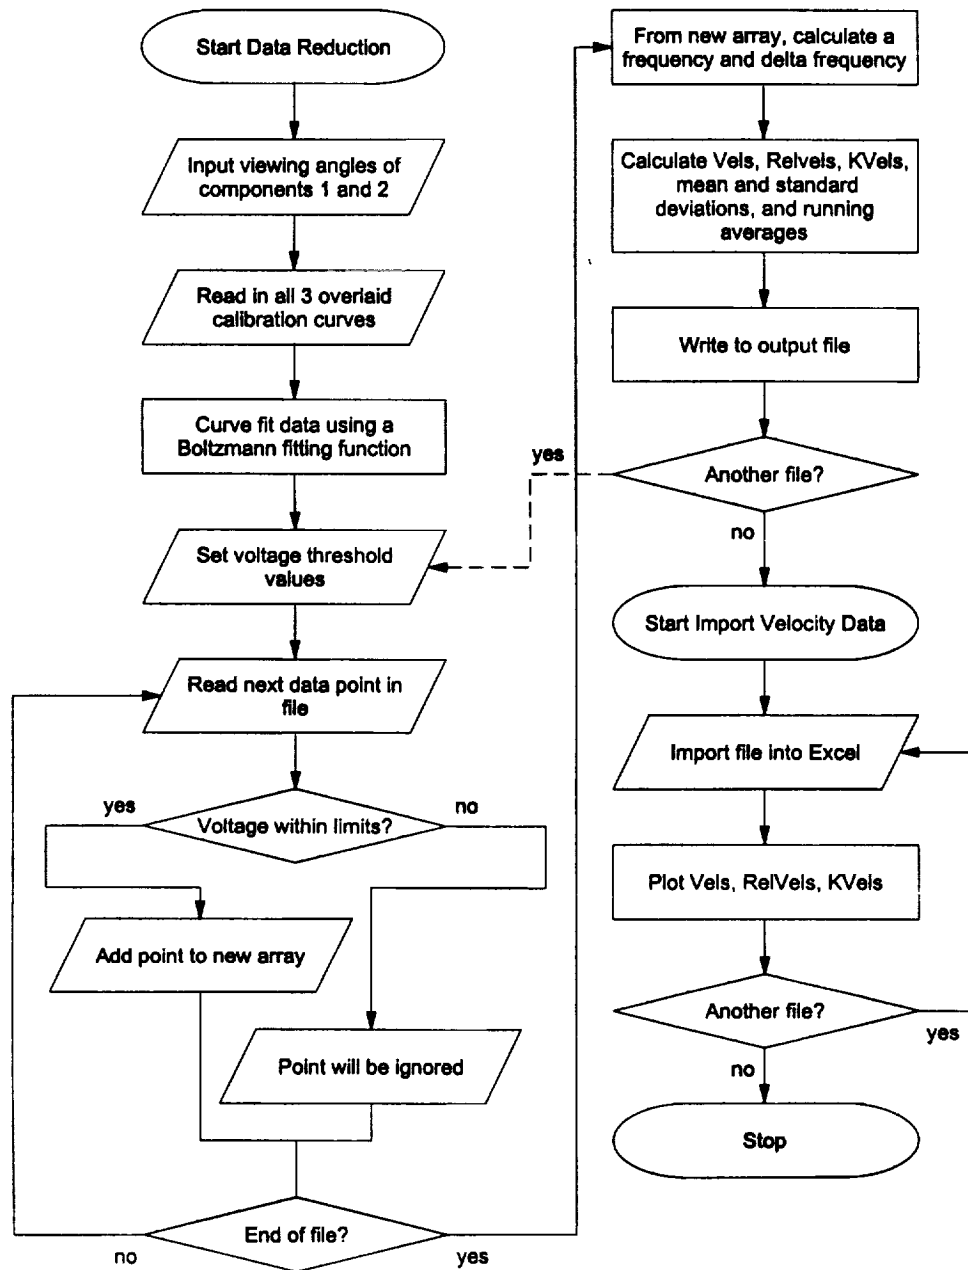 Start Data Reduction
Input viewing angles of
components 1 and 2
Read in all 3 overlaid
calibration curves
Curve fit data using a
Boltzmann fitting function
Set voltage threshold
values
Read next data point in
file
yes
no
Voltage within limits?
Add point to new array
Point will be ignored
End of file?
no
yes
From new array, calculate a
frequency and delta frequency
Calculate Vels, Relvels, KVels,
mean and standard
deviations, and running
averages
Write to output file
yes
Another file?
no
Start Import Velocity Data
Import file into Excel
Plot Vels, RelVels, KVels
Another file?
yes
no
Stop